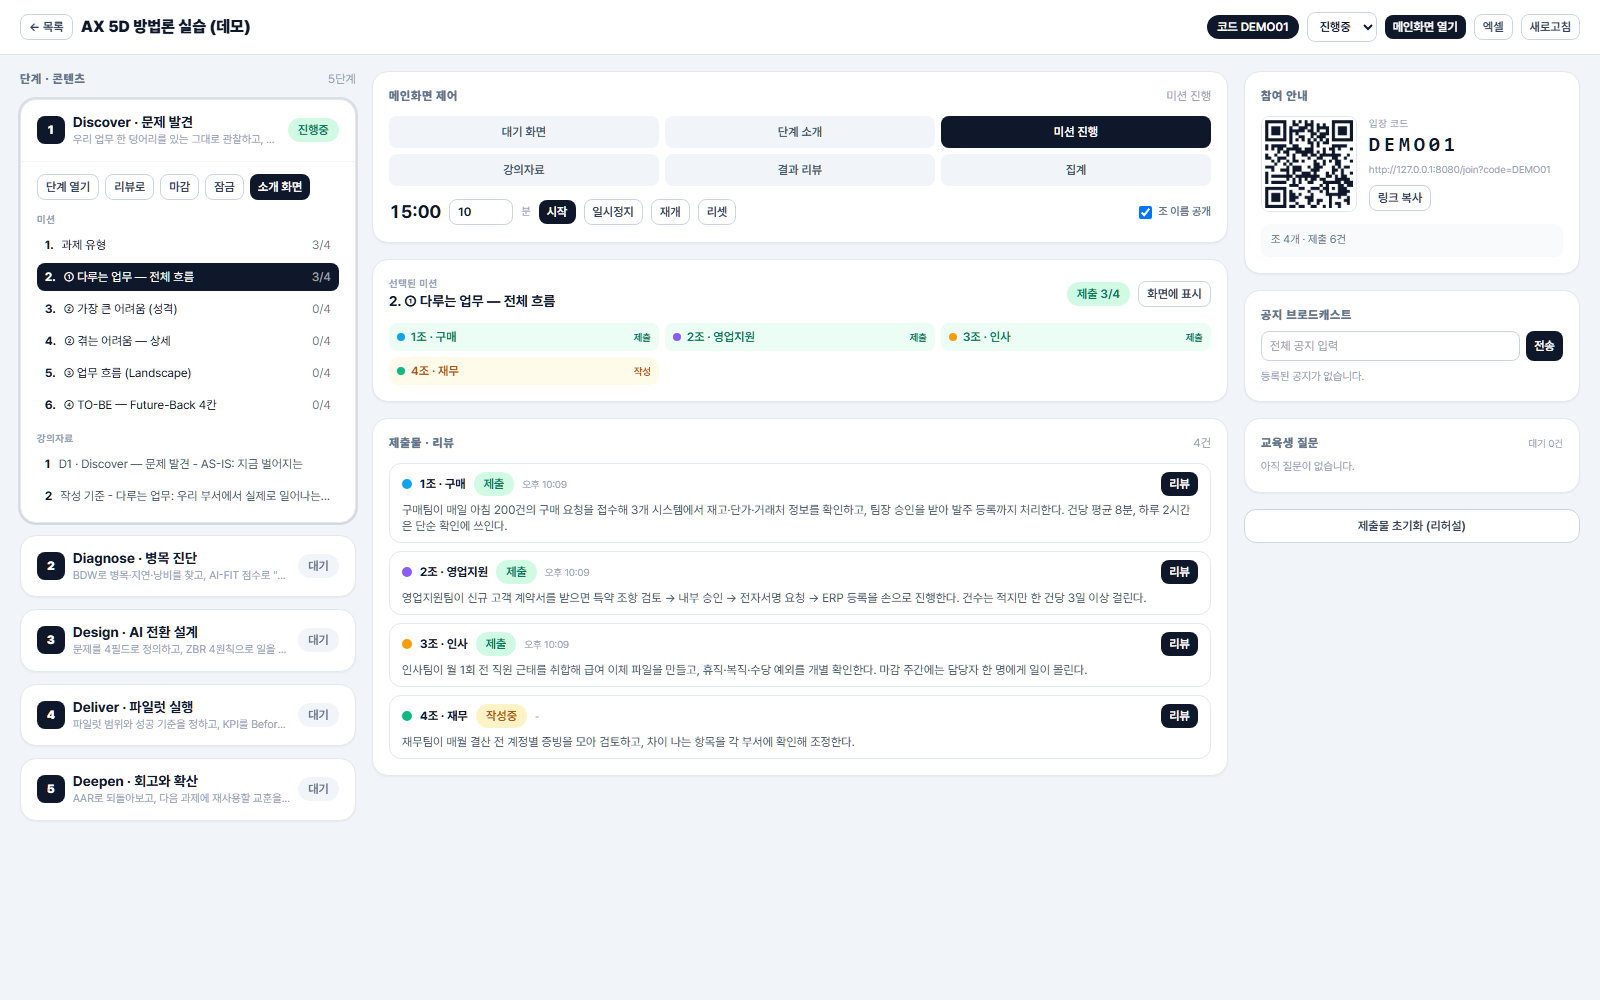 ← 목록
AX 5D 방법론 실습 (데모)
코드 DEMO01
진행중
메인화면 열기
엑셀
새로고침
단계 · 콘텐츠
5단계
1
Discover · 문제 발견
우리 업무 한 덩어리를 있는 그대로 관찰하고, ...
진행중
단계 열기
리뷰로
마감
잠금
소개 화면
미션
1. 과제 유형 3/4
2. ① 다루는 업무 — 전체 흐름 3/4
3. ② 가장 큰 어려움 (성격) 0/4
4. ② 겪는 어려움 — 상세 0/4
5. ③ 업무 흐름 (Landscape) 0/4
6. ④ TO-BE — Future-Back 4칸 0/4
강의자료
1 D1 · Discover — 문제 발견 - AS-IS: 지금 벌어지는
2 작성 기준 - 다루는 업무: 우리 부서에서 실제로 일어나는...
2
Diagnose · 병목 진단
BDW로 병목·지연·낭비를 찾고, AI-FIT 점수로 "...
대기
3
Design · AI 전환 설계
문제를 4필드로 정의하고, ZBR 4원칙으로 일을 ...
대기
4
Deliver · 파일럿 실행
파일럿 범위와 성공 기준을 정하고, KPI를 Befor...
대기
5
Deepen · 회고와 확산
AAR로 되돌아보고, 다음 과제에 재사용할 교훈을...
대기
메인화면 제어
미션 진행
대기 화면
단계 소개
미션 진행
강의자료
결과 리뷰
집계
15:00
10
분
시작
일시정지
재개
리셋
조 이름 공개
선택된 미션
2. ① 다루는 업무 — 전체 흐름
제출 3/4
화면에 표시
1조 · 구매 제출
2조 · 영업지원 제출
3조 · 인사 제출
4조 · 재무 작성
제출물 · 리뷰
4건
1조 · 구매 제출 오후 10:09
리뷰
구매팀이 매일 아침 200건의 구매 요청을 접수해 3개 시스템에서 재고·단가·거래처 정보를 확인하고, 팀장 승인을 받아 발주 등록까지 처리한다. 건당 평균 8분, 하루 2시간
은 단순 확인에 쓰인다.
2조 · 영업지원 제출 오후 10:09
리뷰
영업지원팀이 신규 고객 계약서를 받으면 특약 조항 검토 → 내부 승인 → 전자서명 요청 → ERP 등록을 손으로 진행한다. 건수는 적지만 한 건당 3일 이상 걸린다.
3조 · 인사 제출 오후 10:09
리뷰
인사팀이 월 1회 전 직원 근태를 취합해 급여 이체 파일을 만들고, 휴직·복직·수당 예외를 개별 확인한다. 마감 주간에는 담당자 한 명에게 일이 몰린다.
4조 · 재무 작성중 -
리뷰
재무팀이 매월 결산 전 계정별 증빙을 모아 검토하고, 차이 나는 항목을 각 부서에 확인해 조정한다.
참여 안내
입장 코드
DEMO01
http://127.0.0.1:8080/join?code=DEMO01
링크 복사
조 4개 · 제출 6건
공지 브로드캐스트
전체 공지 입력
전송
등록된 공지가 없습니다.
교육생 질문
대기 0건
아직 질문이 없습니다.
제출물 초기화 (리허설)